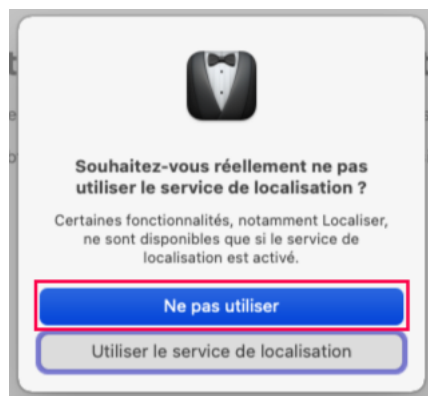 Souhaitez-vous réellement ne pas
utiliser le service de localisation ?
Certaines fonctionnalités, notamment Localiser,
ne sont disponibles que si le service de
localisation est activé.
Ne pas utiliser
Utiliser le service de localisation